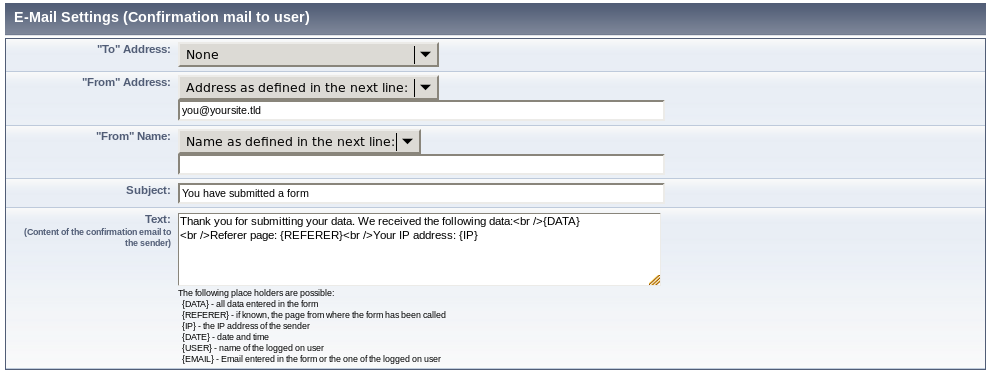 E-Mail Settings (Confirmation mail to user)
"To" Address:
None
"From" Address:
Address as defined in the next line:
you@yoursite.tld
"From" Name:
Name as defined in the next line:
Subject:
You have submitted a form
Text:
(Content of the confirmation email to
the sender)
Thank you for submitting your data. We received the following data:<br />{DATA}
<br />Referer page: {REFERER}<br />Your IP address: {IP}
The following place holders are possible:
{DATA} - all data entered in the form
{REFERER} - if known, the page from where the form has been called
{IP} - the IP address of the sender
{DATE} - date and time
{USER} - name of the logged on user
{EMAIL} - Email entered in the form or the one of the logged on user